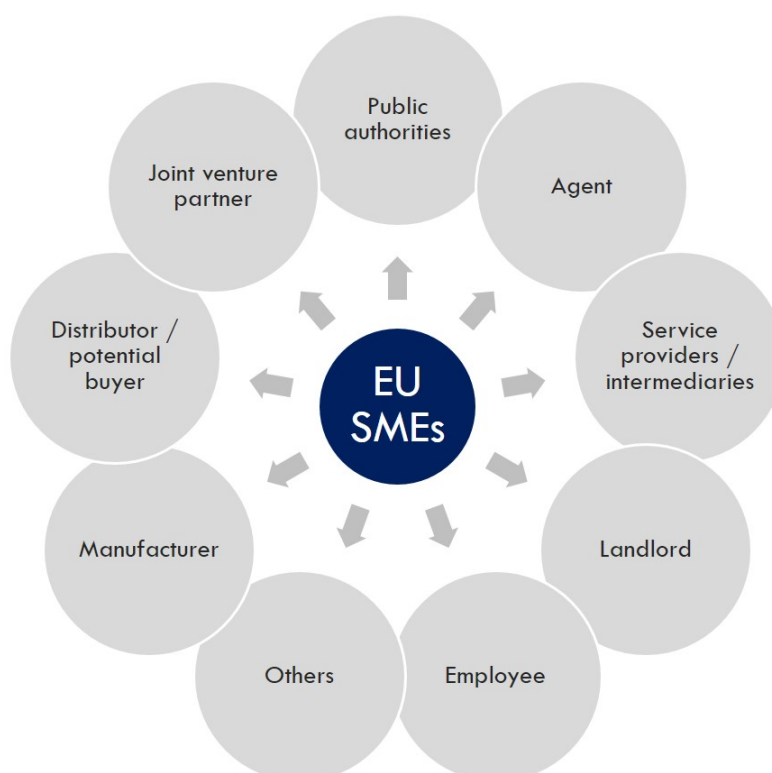 Public
authorities
Agent
Service
providers /
intermediaries
Landlord
Employee
Others
Manufacturer
Distributor /
potential
buyer
Joint venture
partner
EU
SMEs